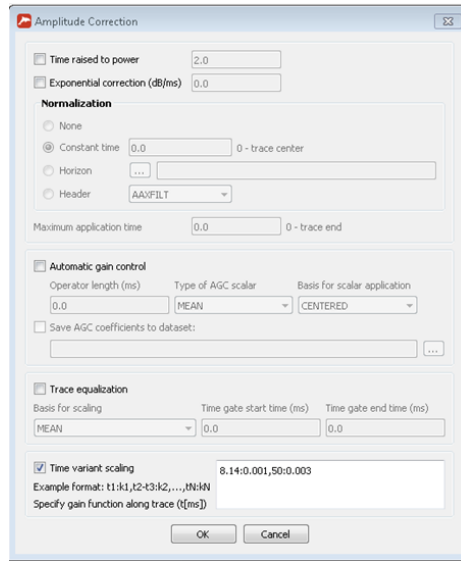 Amplitude Correction
Time raised to power 2.0
Exponential correction (dB/ms) 0.0
Normalization
None
Constant time 0.0 0 - trace center
Horizon ...
Header AAXFILT
Maximum application time 0.0 0 - trace end
Automatic gain control
Operator length (ms) Type of AGC scalar Basis for scalar application
0.0 MEAN CENTERED
Save AGC coefficients to dataset:
...
Trace equalization
Basis for scaling Time gate start time (ms) Time gate end time (ms)
MEAN 0.0 0.0
Time variant scaling 8.14:0.001,50:0.003
Example format: t1:k1,t2-t3:k2,...,tN:kN
Specify gain function along trace (t[ms])
OK Cancel